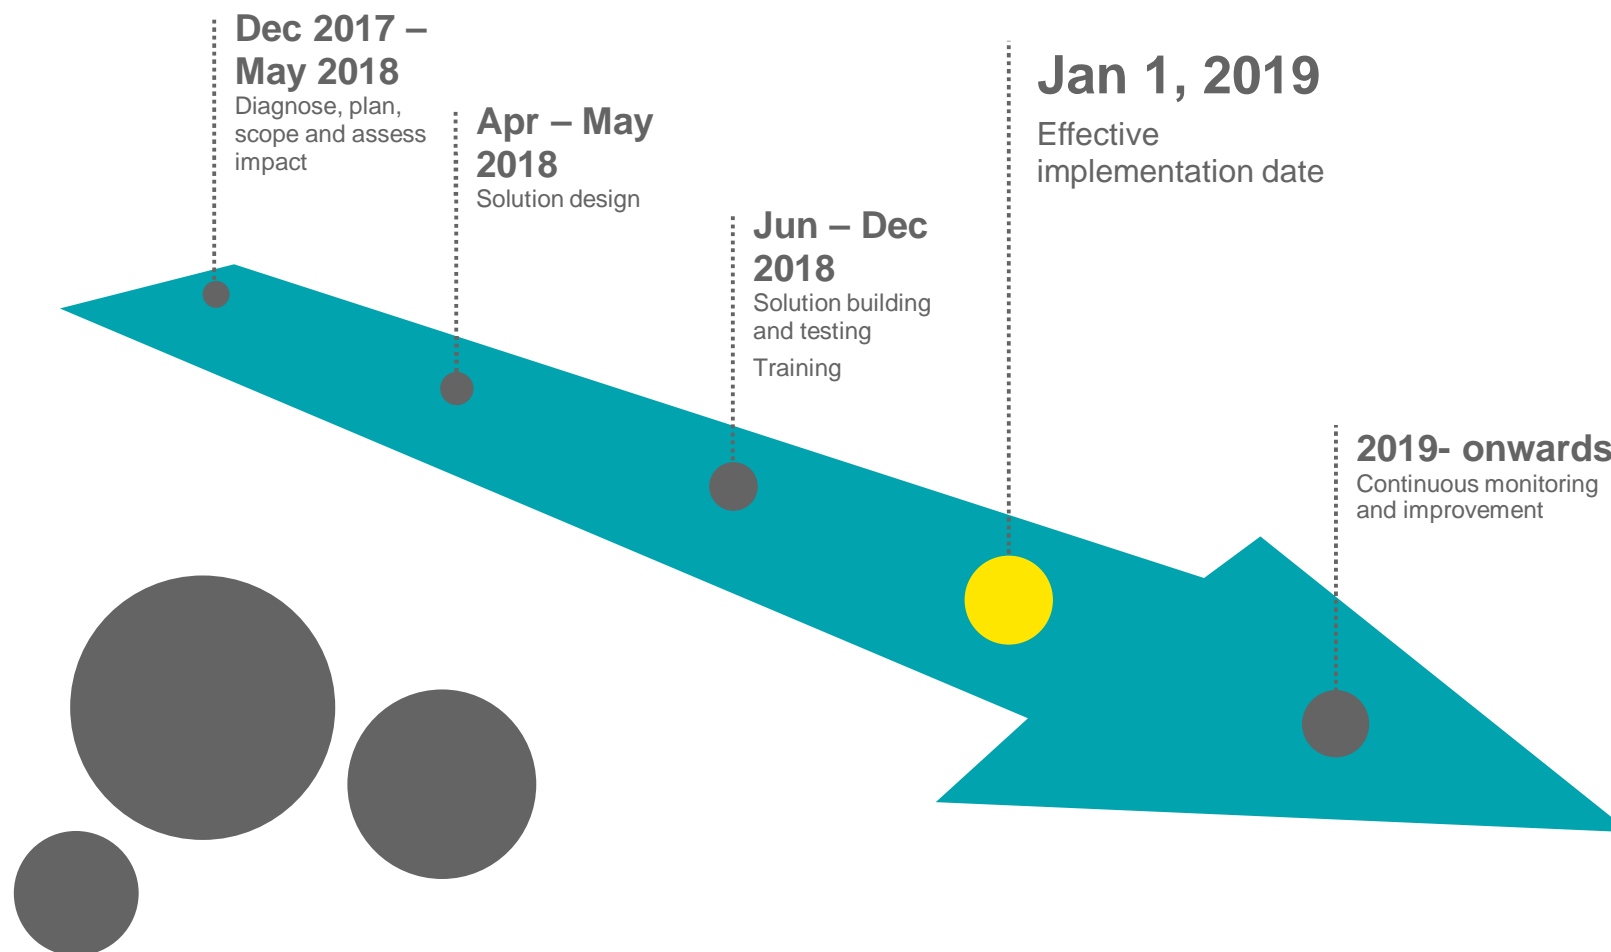 Dec 2017 –
May 2018
Diagnose, plan,
scope and assess
impact
Apr – May
2018
Solution design
Jun – Dec
2018
Solution building
and testing
Training
Jan 1, 2019
Effective
implementation date
2019- onwards
Continuous monitoring
and improvement